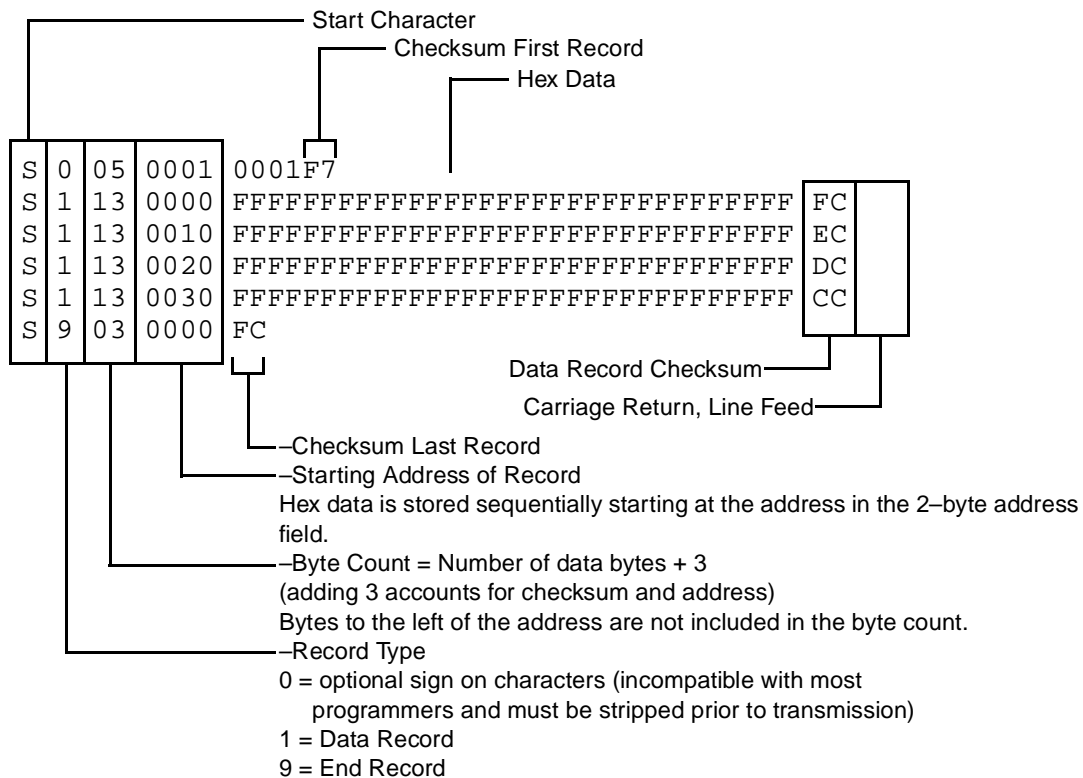 Start Character
Checksum First Record
Hex Data
S 0 05 0001 0001F7
S 1 13 0000 FFFFFFFFFFFFFFFFFFFFFFFFFFFFFFFF FC
S 1 13 0010 FFFFFFFFFFFFFFFFFFFFFFFFFFFFFFFF EC
S 1 13 0020 FFFFFFFFFFFFFFFFFFFFFFFFFFFFFFFF DC
S 1 13 0030 FFFFFFFFFFFFFFFFFFFFFFFFFFFFFFFF CC
S 9 03 0000 FC
Data Record Checksum
Carriage Return, Line Feed
–Checksum Last Record
–Starting Address of Record
Hex data is stored sequentially starting at the address in the 2–byte address
field.
–Byte Count = Number of data bytes + 3
(adding 3 accounts for checksum and address)
Bytes to the left of the address are not included in the byte count.
–Record Type
0 = optional sign on characters (incompatible with most
programmers and must be stripped prior to transmission)
1 = Data Record
9 = End Record